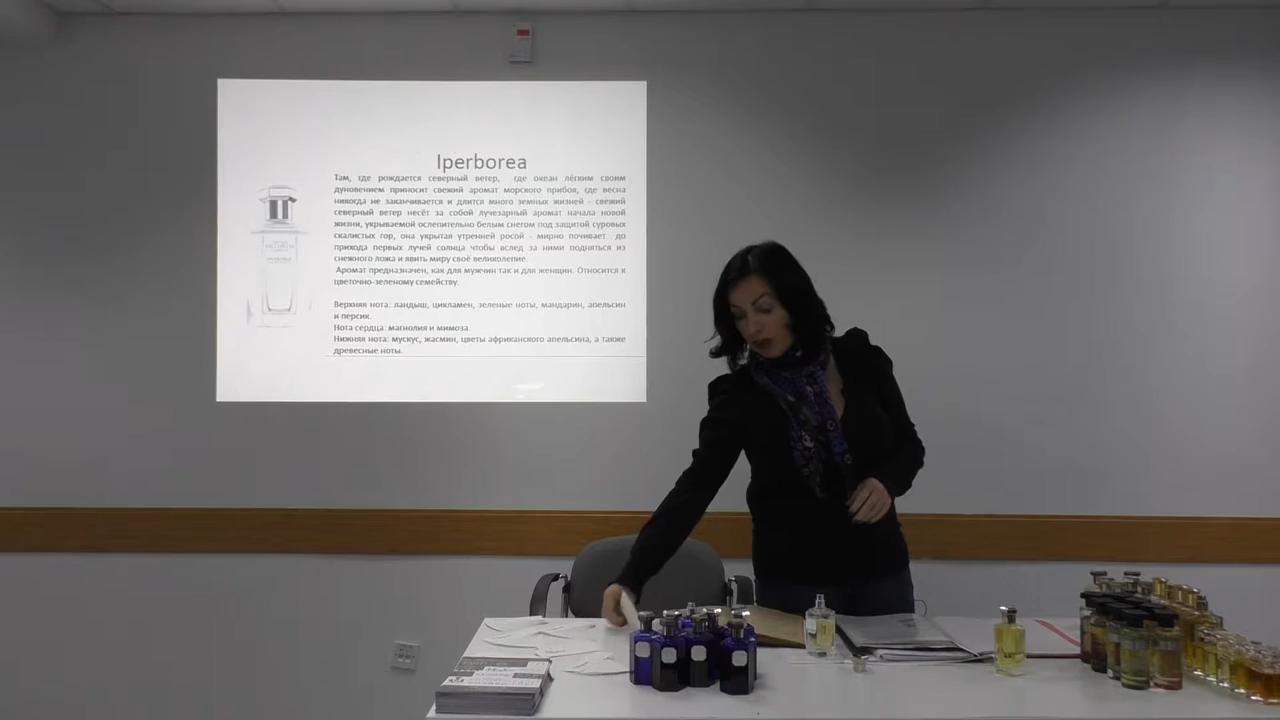 Iperborea
Там, где рождается северный ветер, где океан лёгким своим
дуновением приносит свежий аромат морского прибоя, где весна
никогда не заканчивается и длится много земных жизней - свежий
северный ветер несёт за собой лучезарный аромат начала новой
жизни, укрываемой ослепительно белым снегом под защитой суровых
скалистых гор, она укрытая утренней росой - мирно почивает до
прихода первых лучей солнца чтобы вслед за ними подняться из
снежного ложа и явить миру своё великолепие.
Аромат предназначен, как для мужчин так и для женщин. Относится к
цветочно-зеленому семейству.
Верхняя нота: ландыш, цикламен, зеленые ноты, мандарин, апельсин
и персик.
Нота сердца: магнолия и мимоза.
Нижняя нота: мускус, жасмин, цветы африканского апельсина, а также
древесные ноты.